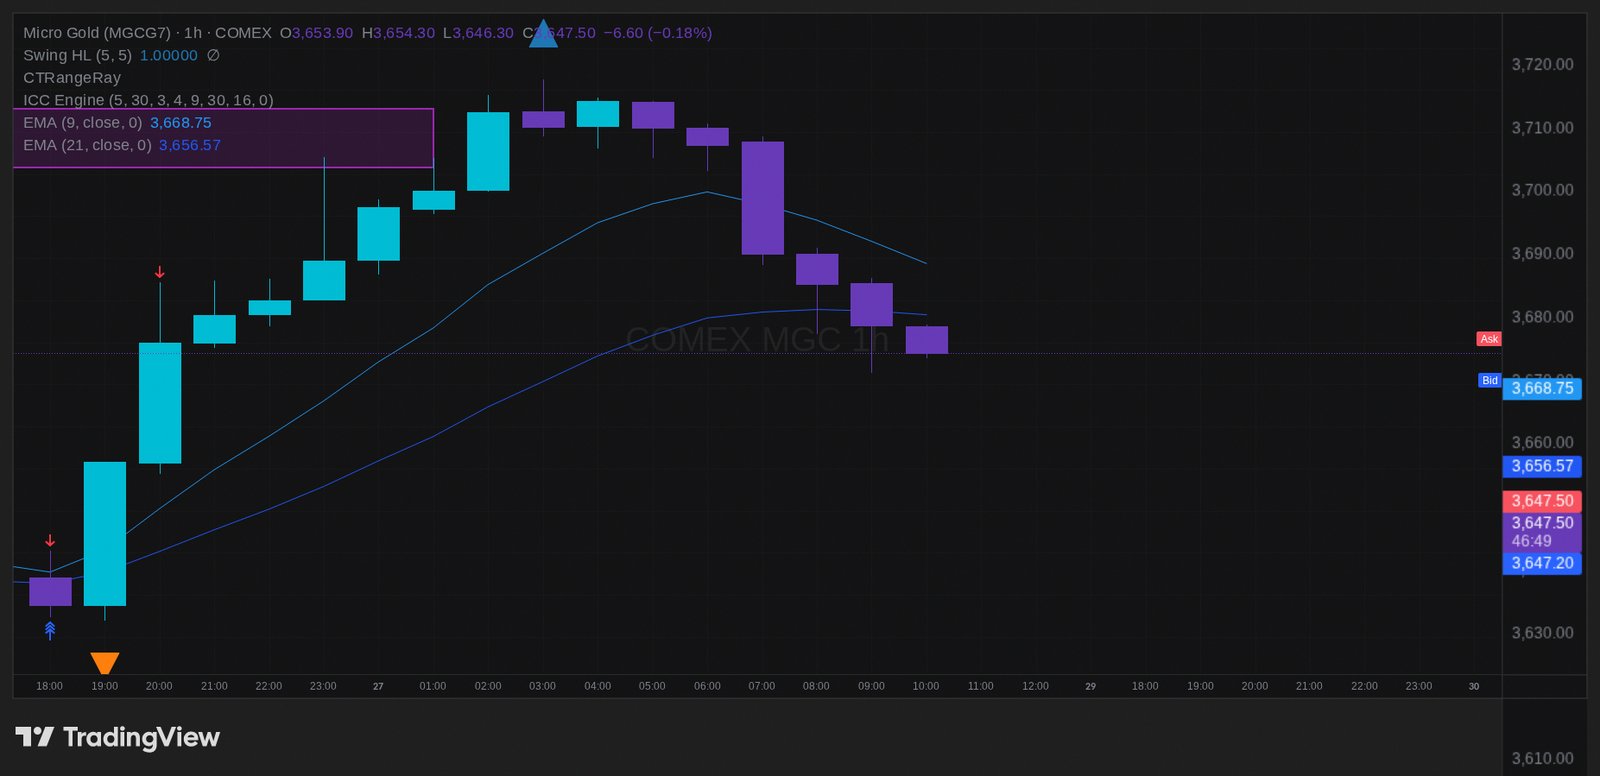 Micro Gold (MGCG7) · 1h · COMEX O3,653.90 H3,654.30 L3,646.30 C3,647.50 −6.60 (−0.18%)
Swing HL (5, 5) 1.00000 ∅
CTRangeRay
ICC Engine (5, 30, 3, 4, 9, 30, 16, 0)
EMA (9, close, 0) 3,668.75
EMA (21, close, 0) 3,656.57
COMEX MGC 1h
3,720.00
3,710.00
3,700.00
3,690.00
3,680.00
Ask
3,670.00
Bid
3,668.75
3,660.00
3,656.57
3,647.50
3,647.50
46:49
3,647.20
3,630.00
3,610.00
18:00 19:00 20:00 21:00 22:00 23:00 27 01:00 02:00 03:00 04:00 05:00 06:00 07:00 08:00 09:00 10:00 11:00 12:00 29 18:00 19:00 20:00 21:00 22:00 23:00 30
TradingView